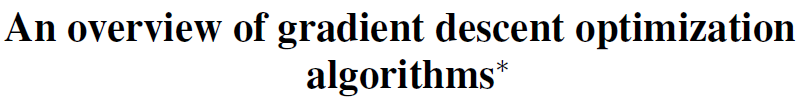 An overview of gradient descent optimization
algorithms*